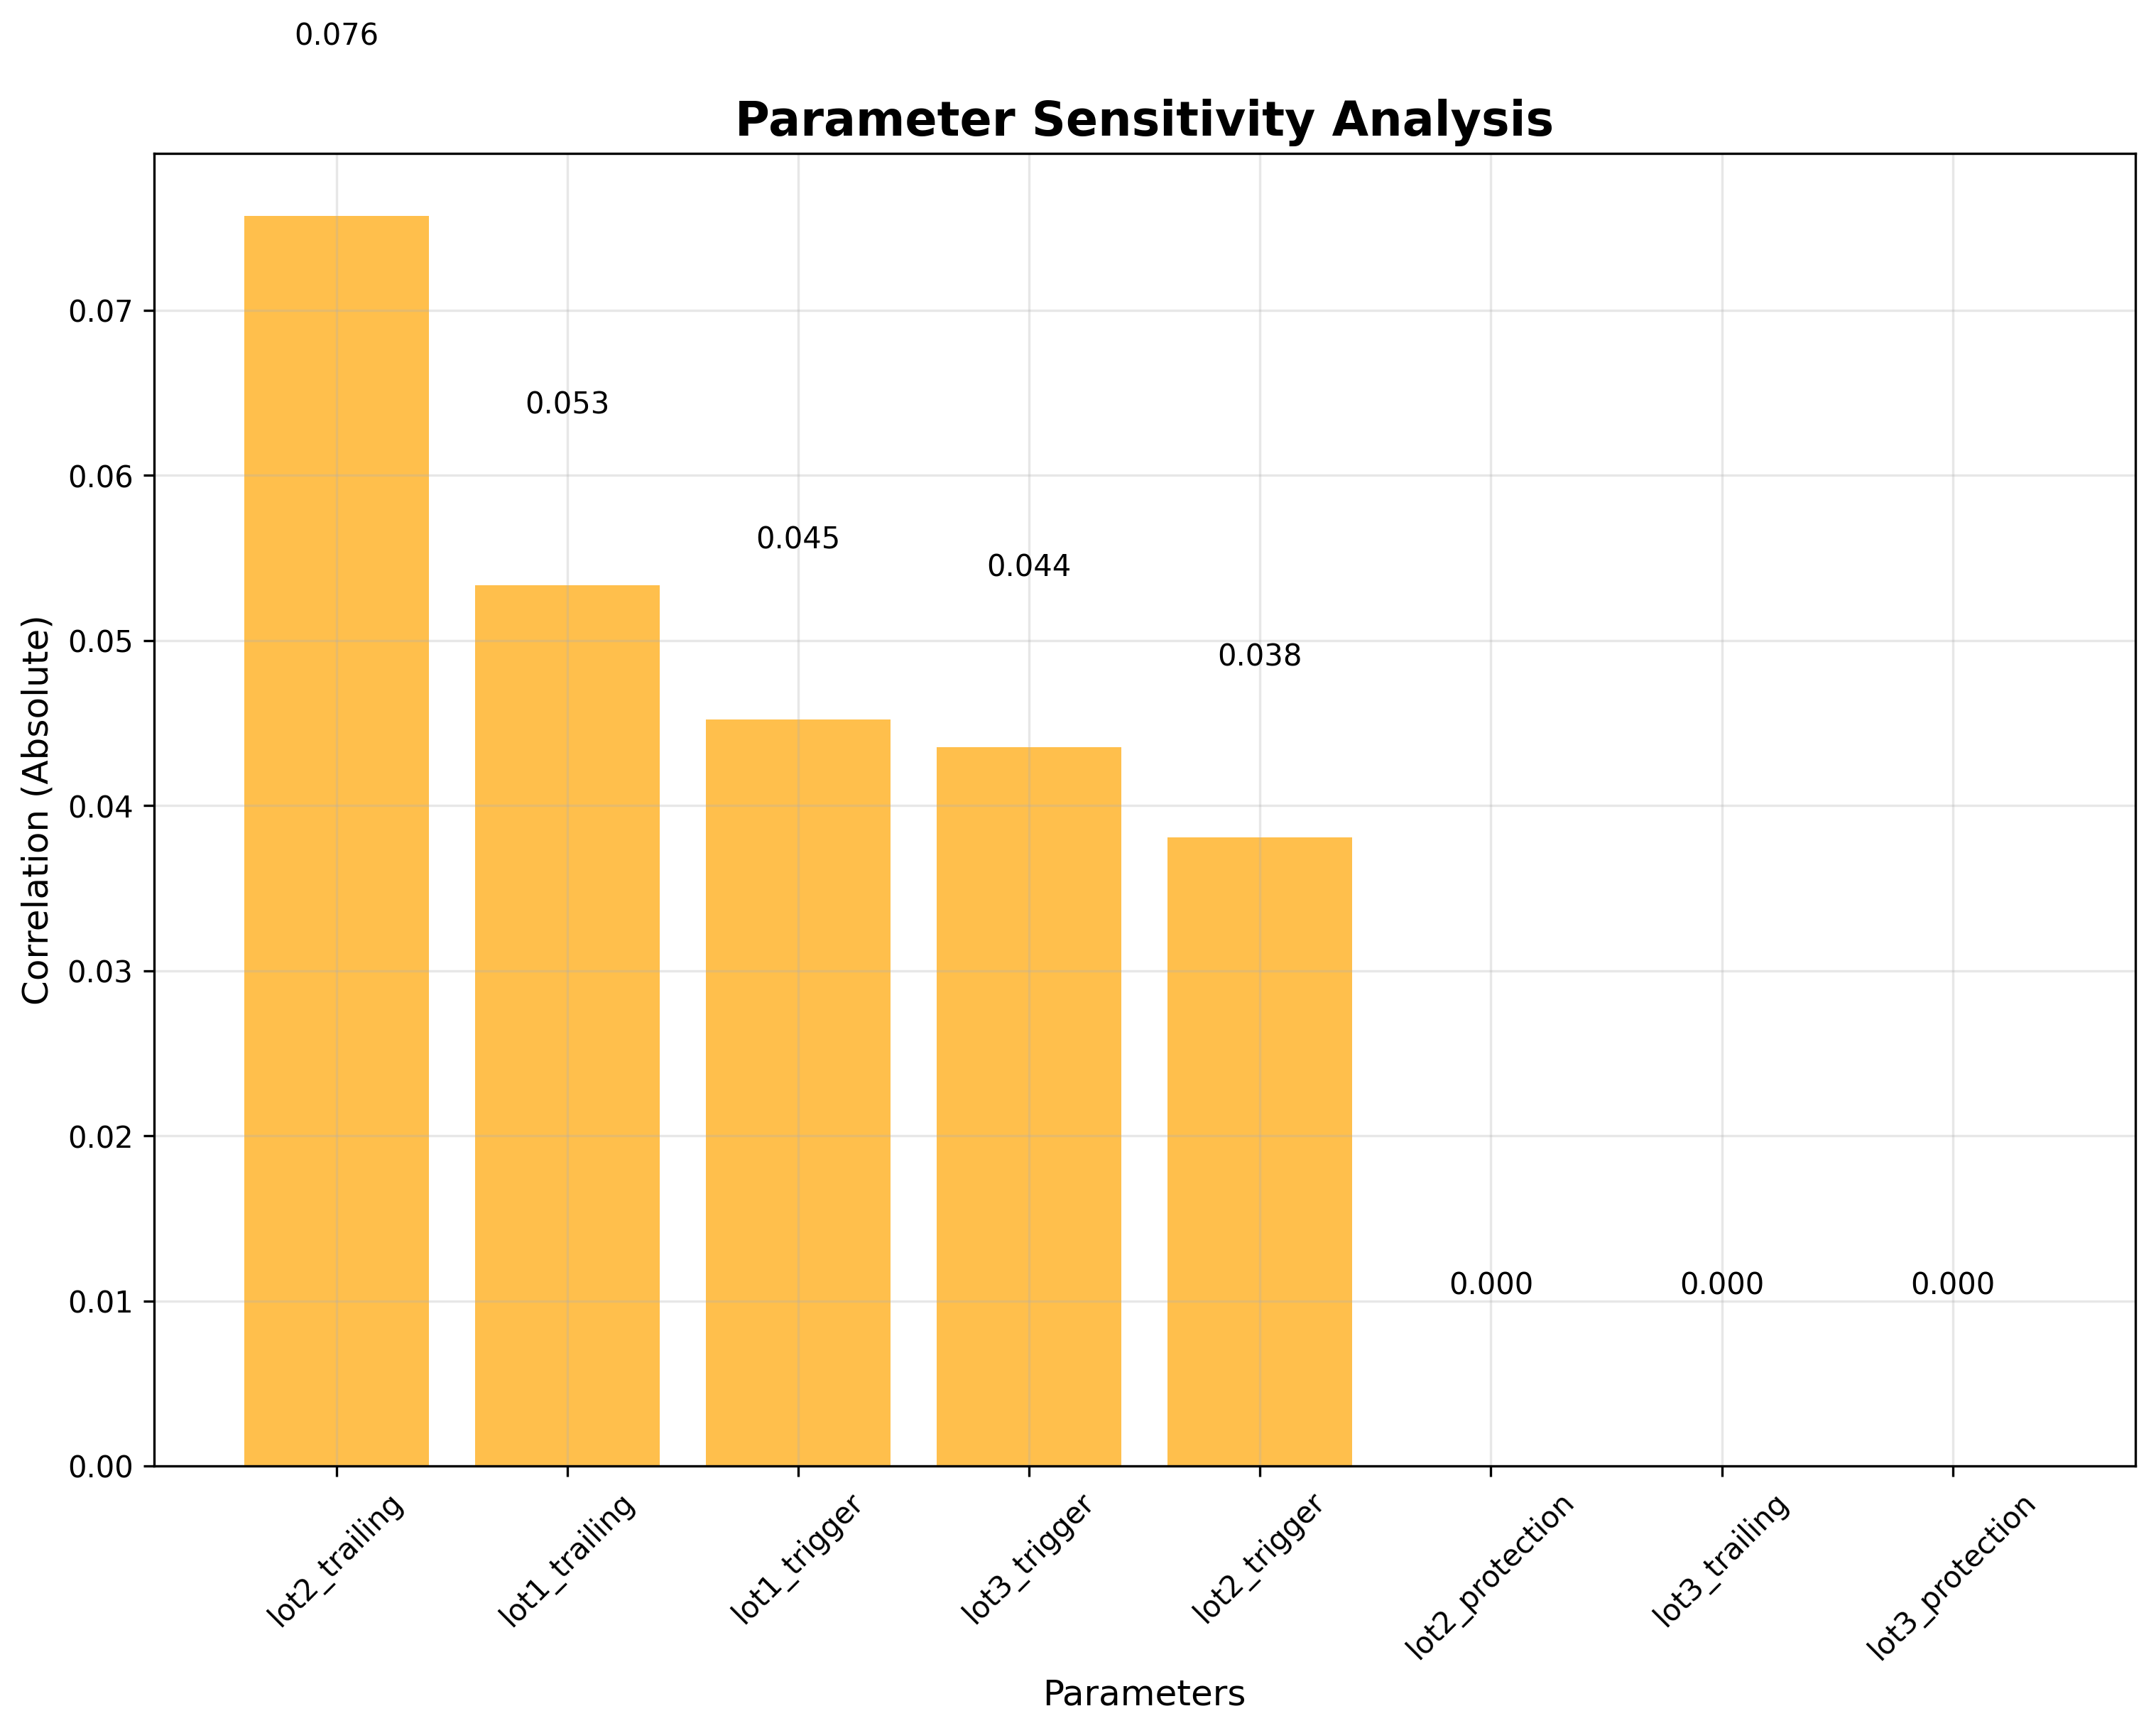 0.076
Parameter Sensitivity Analysis
Correlation (Absolute)
0.07
0.06
0.05
0.04
0.03
0.02
0.01
0.00
0.053
0.045
0.044
0.038
0.000
0.000
0.000
lot2_trailing
lot1_trailing
lot1_trigger
lot3_trigger
lot2_trigger
lot2_protection
lot3_trailing
lot3_protection
Parameters